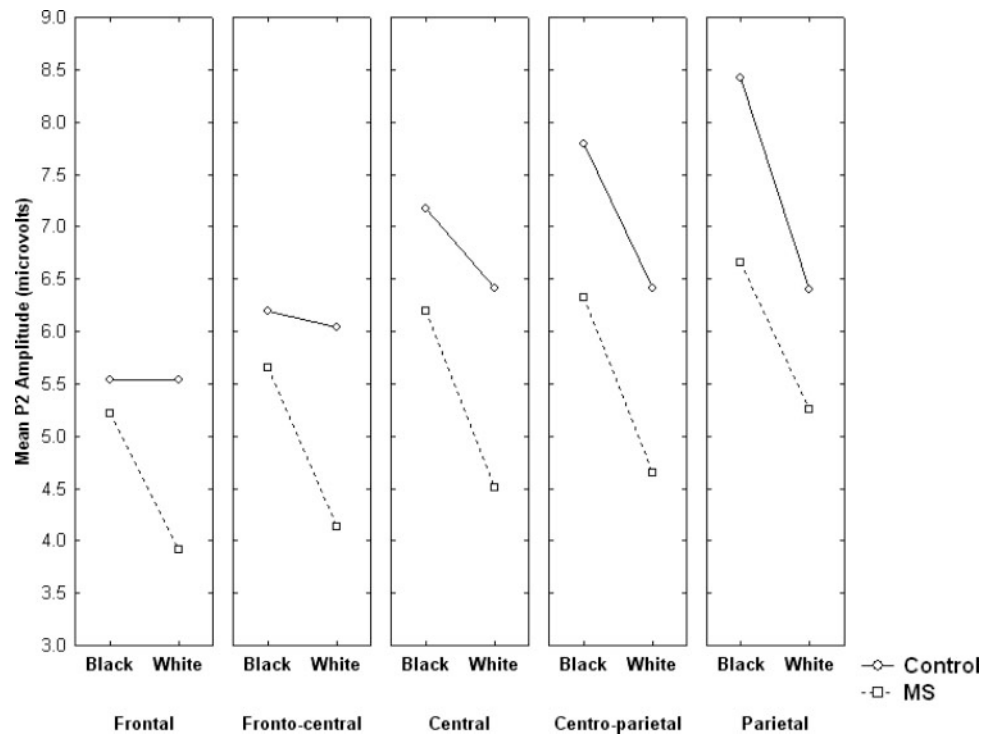 Mean P2 Amplitude (microvolts)
9.0
8.5
8.0
7.5
7.0
6.5
6.0
5.5
5.0
4.5
4.0
3.5
3.0
Black White Black White Black White Black White Black White
Frontal Fronto-central Central Centro-parietal Parietal
Control
MS